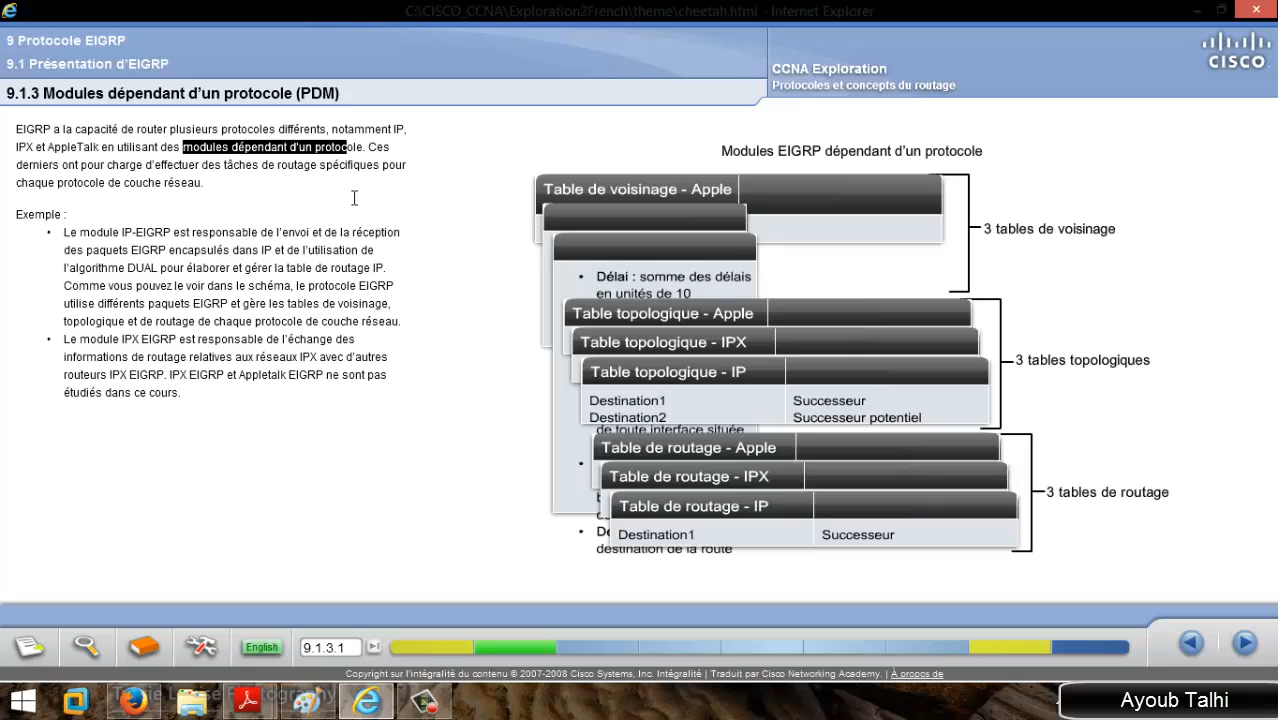 C:\CISCO_CCNA\Exploration2French\theme\cheetah.html - Internet Explorer
9 Protocole EIGRP
9.1 Présentation d’EIGRP
9.1.3 Modules dépendant d’un protocole (PDM)
CCNA Exploration
Protocoles et concepts du routage
CISCO
EIGRP a la capacité de router plusieurs protocoles différents, notamment IP,
IPX et AppleTalk en utilisant des modules dépendant d’un protocole. Ces
derniers ont pour charge d’effectuer des tâches de routage spécifiques pour
chaque protocole de couche réseau.
Exemple :
• Le module IP-EIGRP est responsable de l’envoi et de la réception
des paquets EIGRP encapsulés dans IP et de l’utilisation de
l’algorithme DUAL pour élaborer et gérer la table de routage IP.
Comme vous pouvez le voir dans le schéma, le protocole EIGRP
utilise différents paquets EIGRP et gère les tables de voisinage,
topologique et de routage de chaque protocole de couche réseau.
• Le module IPX EIGRP est responsable de l’échange des
informations de routage relatives aux réseaux IPX avec d’autres
routeurs IPX EIGRP. IPX EIGRP et Appletalk EIGRP ne sont pas
étudiés dans ce cours.
Modules EIGRP dépendant d’un protocole
Table de voisinage - Apple
3 tables de voisinage
• Délai : somme des délais
en unités de 10
Table topologique - Apple
Table topologique - IPX
3 tables topologiques
Table topologique - IP
Destination1 Successeur
Destination2 Successeur potentiel
de toute interface située
Table de routage - Apple
Table de routage - IPX
3 tables de routage
Table de routage - IP
Destination1 Successeur
destination de la route
English
9.1.3.1
Copyright sur l’intégralité du contenu © 2007-2008 Cisco Systems, Inc. Intégralité | Traduit par Cisco Networking Academy. | À propos de
Ayoub Talhi